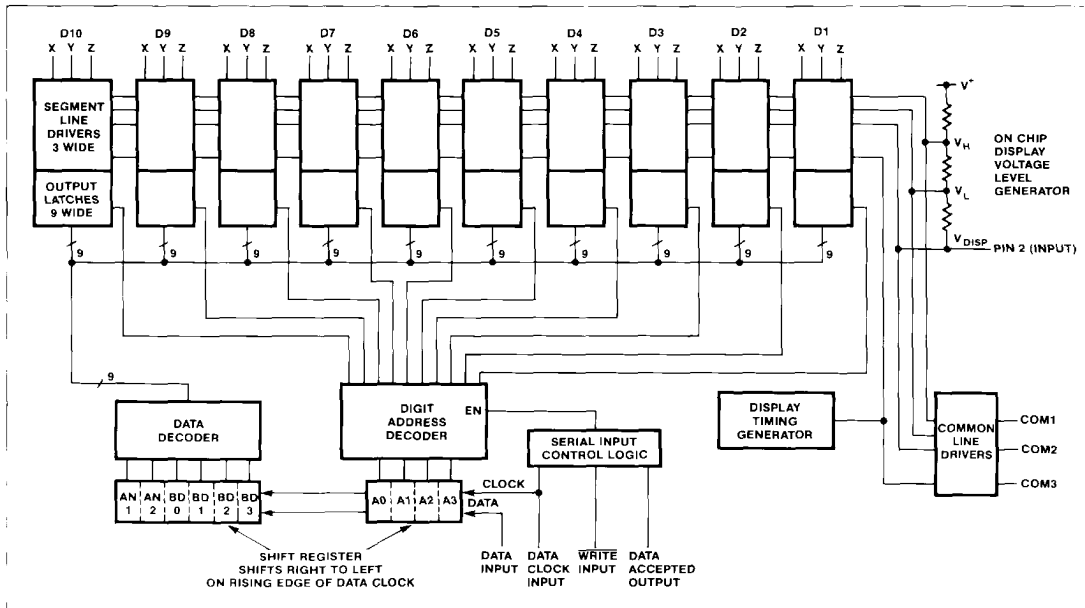 D10 D9 D8 D7 D6 D5 D4 D3 D2 D1
X Y Z X Y Z X Y Z X Y Z X Y Z X Y Z X Y Z X Y Z X Y Z X Y Z
SEGMENT
LINE
DRIVERS
3 WIDE
OUTPUT
LATCHES
9 WIDE
V+
VH
VL
VDISP
ON CHIP
DISPLAY
VOLTAGE
LEVEL
GENERATOR
PIN 2 (INPUT)
9 9 9 9 9 9 9 9 9
9
DATA
DECODER
DIGIT
ADDRESS
DECODER
EN
SERIAL INPUT
CONTROL LOGIC
DISPLAY
TIMING
GENERATOR
COMMON
LINE
DRIVERS
COM1
COM2
COM3
AN 1 AN 2 BD 0 BD 1 BD 2 BD 3
A0 A1 A2 A3
CLOCK
DATA
SHIFT REGISTER
SHIFTS RIGHT TO LEFT
ON RISING EDGE OF DATA CLOCK
DATA
INPUT
DATA
CLOCK
INPUT
WRITE
INPUT
DATA
ACCEPTED
OUTPUT